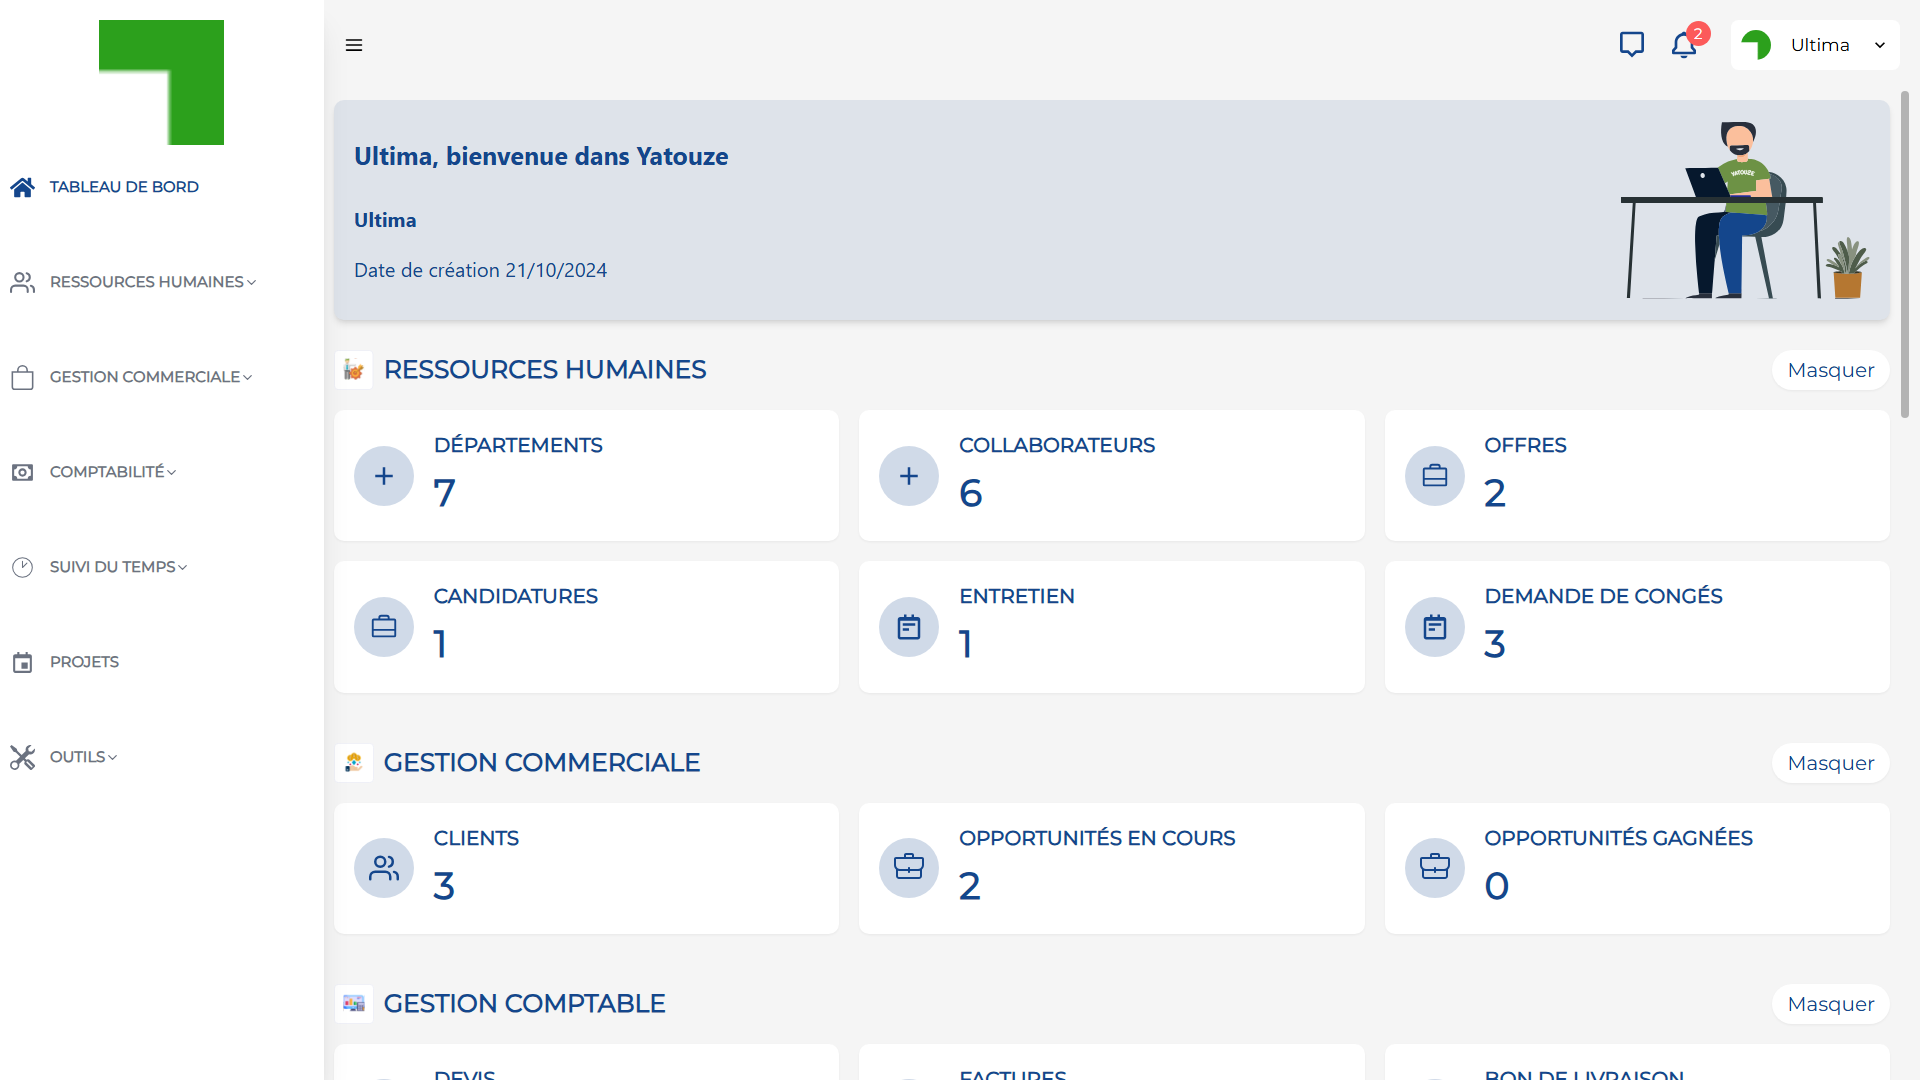 2
Ultima
TABLEAU DE BORD
RESSOURCES HUMAINES
GESTION COMMERCIALE
COMPTABILITÉ
SUIVI DU TEMPS
PROJETS
OUTILS
Ultima, bienvenue dans Yatouze
Ultima
Date de création 21/10/2024
YATOUZE
RESSOURCES HUMAINES
Masquer
DÉPARTEMENTS
7
COLLABORATEURS
6
OFFRES
2
CANDIDATURES
1
ENTRETIEN
1
DEMANDE DE CONGÉS
3
GESTION COMMERCIALE
Masquer
CLIENTS
3
OPPORTUNITÉS EN COURS
2
OPPORTUNITÉS GAGNÉES
0
GESTION COMPTABLE
Masquer
DEVIS
FACTURES
BON DE LIVRAISON